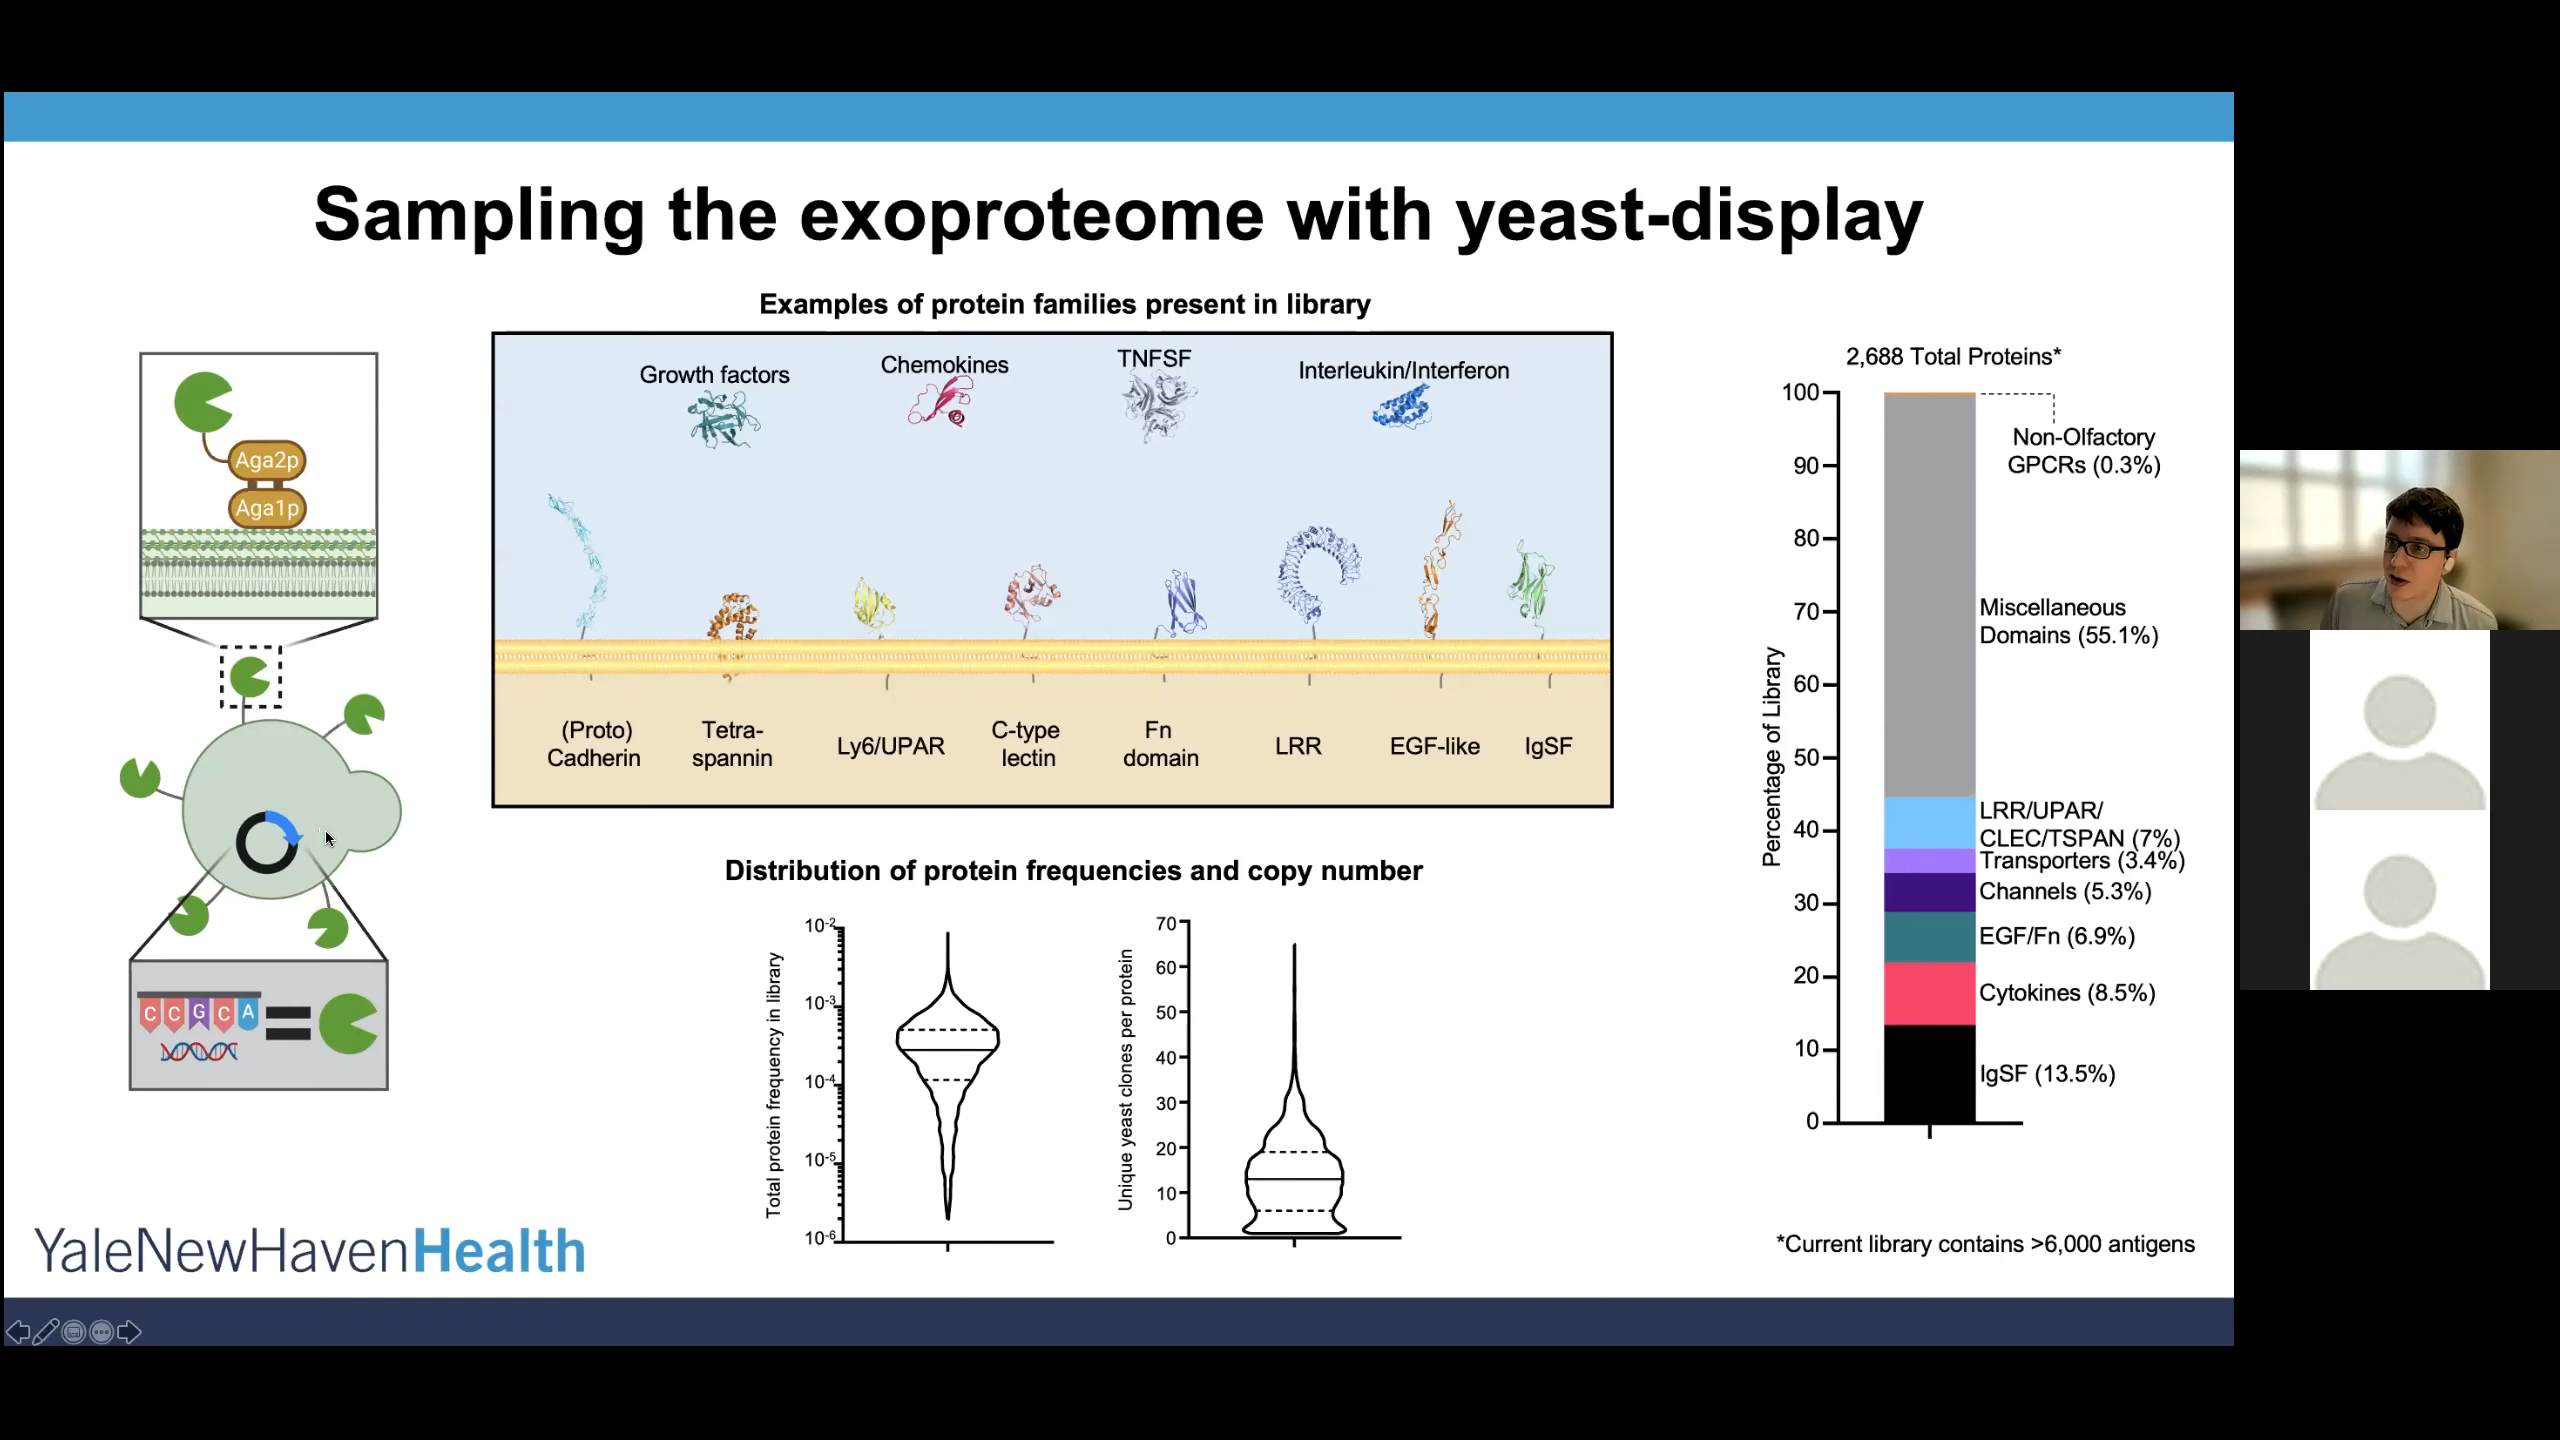 Sampling the exoproteome with yeast-display
Examples of protein families present in library
Growth factors
Chemokines
TNFSF
Interleukin/Interferon
(Proto)
Cadherin
Tetra-
spannin
Ly6/UPAR
C-type
lectin
Fn
domain
LRR
EGF-like
IgSF
Aga2p
Aga1p
C C G C A
Distribution of protein frequencies and copy number
Total protein frequency in library
10-2
10-3
10-4
10-5
10-6
Unique yeast clones per protein
70
60
50
40
30
20
10
0
2,688 Total Proteins*
Percentage of Library
100
90
80
70
60
50
40
30
20
10
0
Non-Olfactory
GPCRs (0.3%)
Miscellaneous
Domains (55.1%)
LRR/UPAR/
CLEC/TSPAN (7%)
Transporters (3.4%)
Channels (5.3%)
EGF/Fn (6.9%)
Cytokines (8.5%)
IgSF (13.5%)
*Current library contains >6,000 antigens
YaleNewHavenHealth